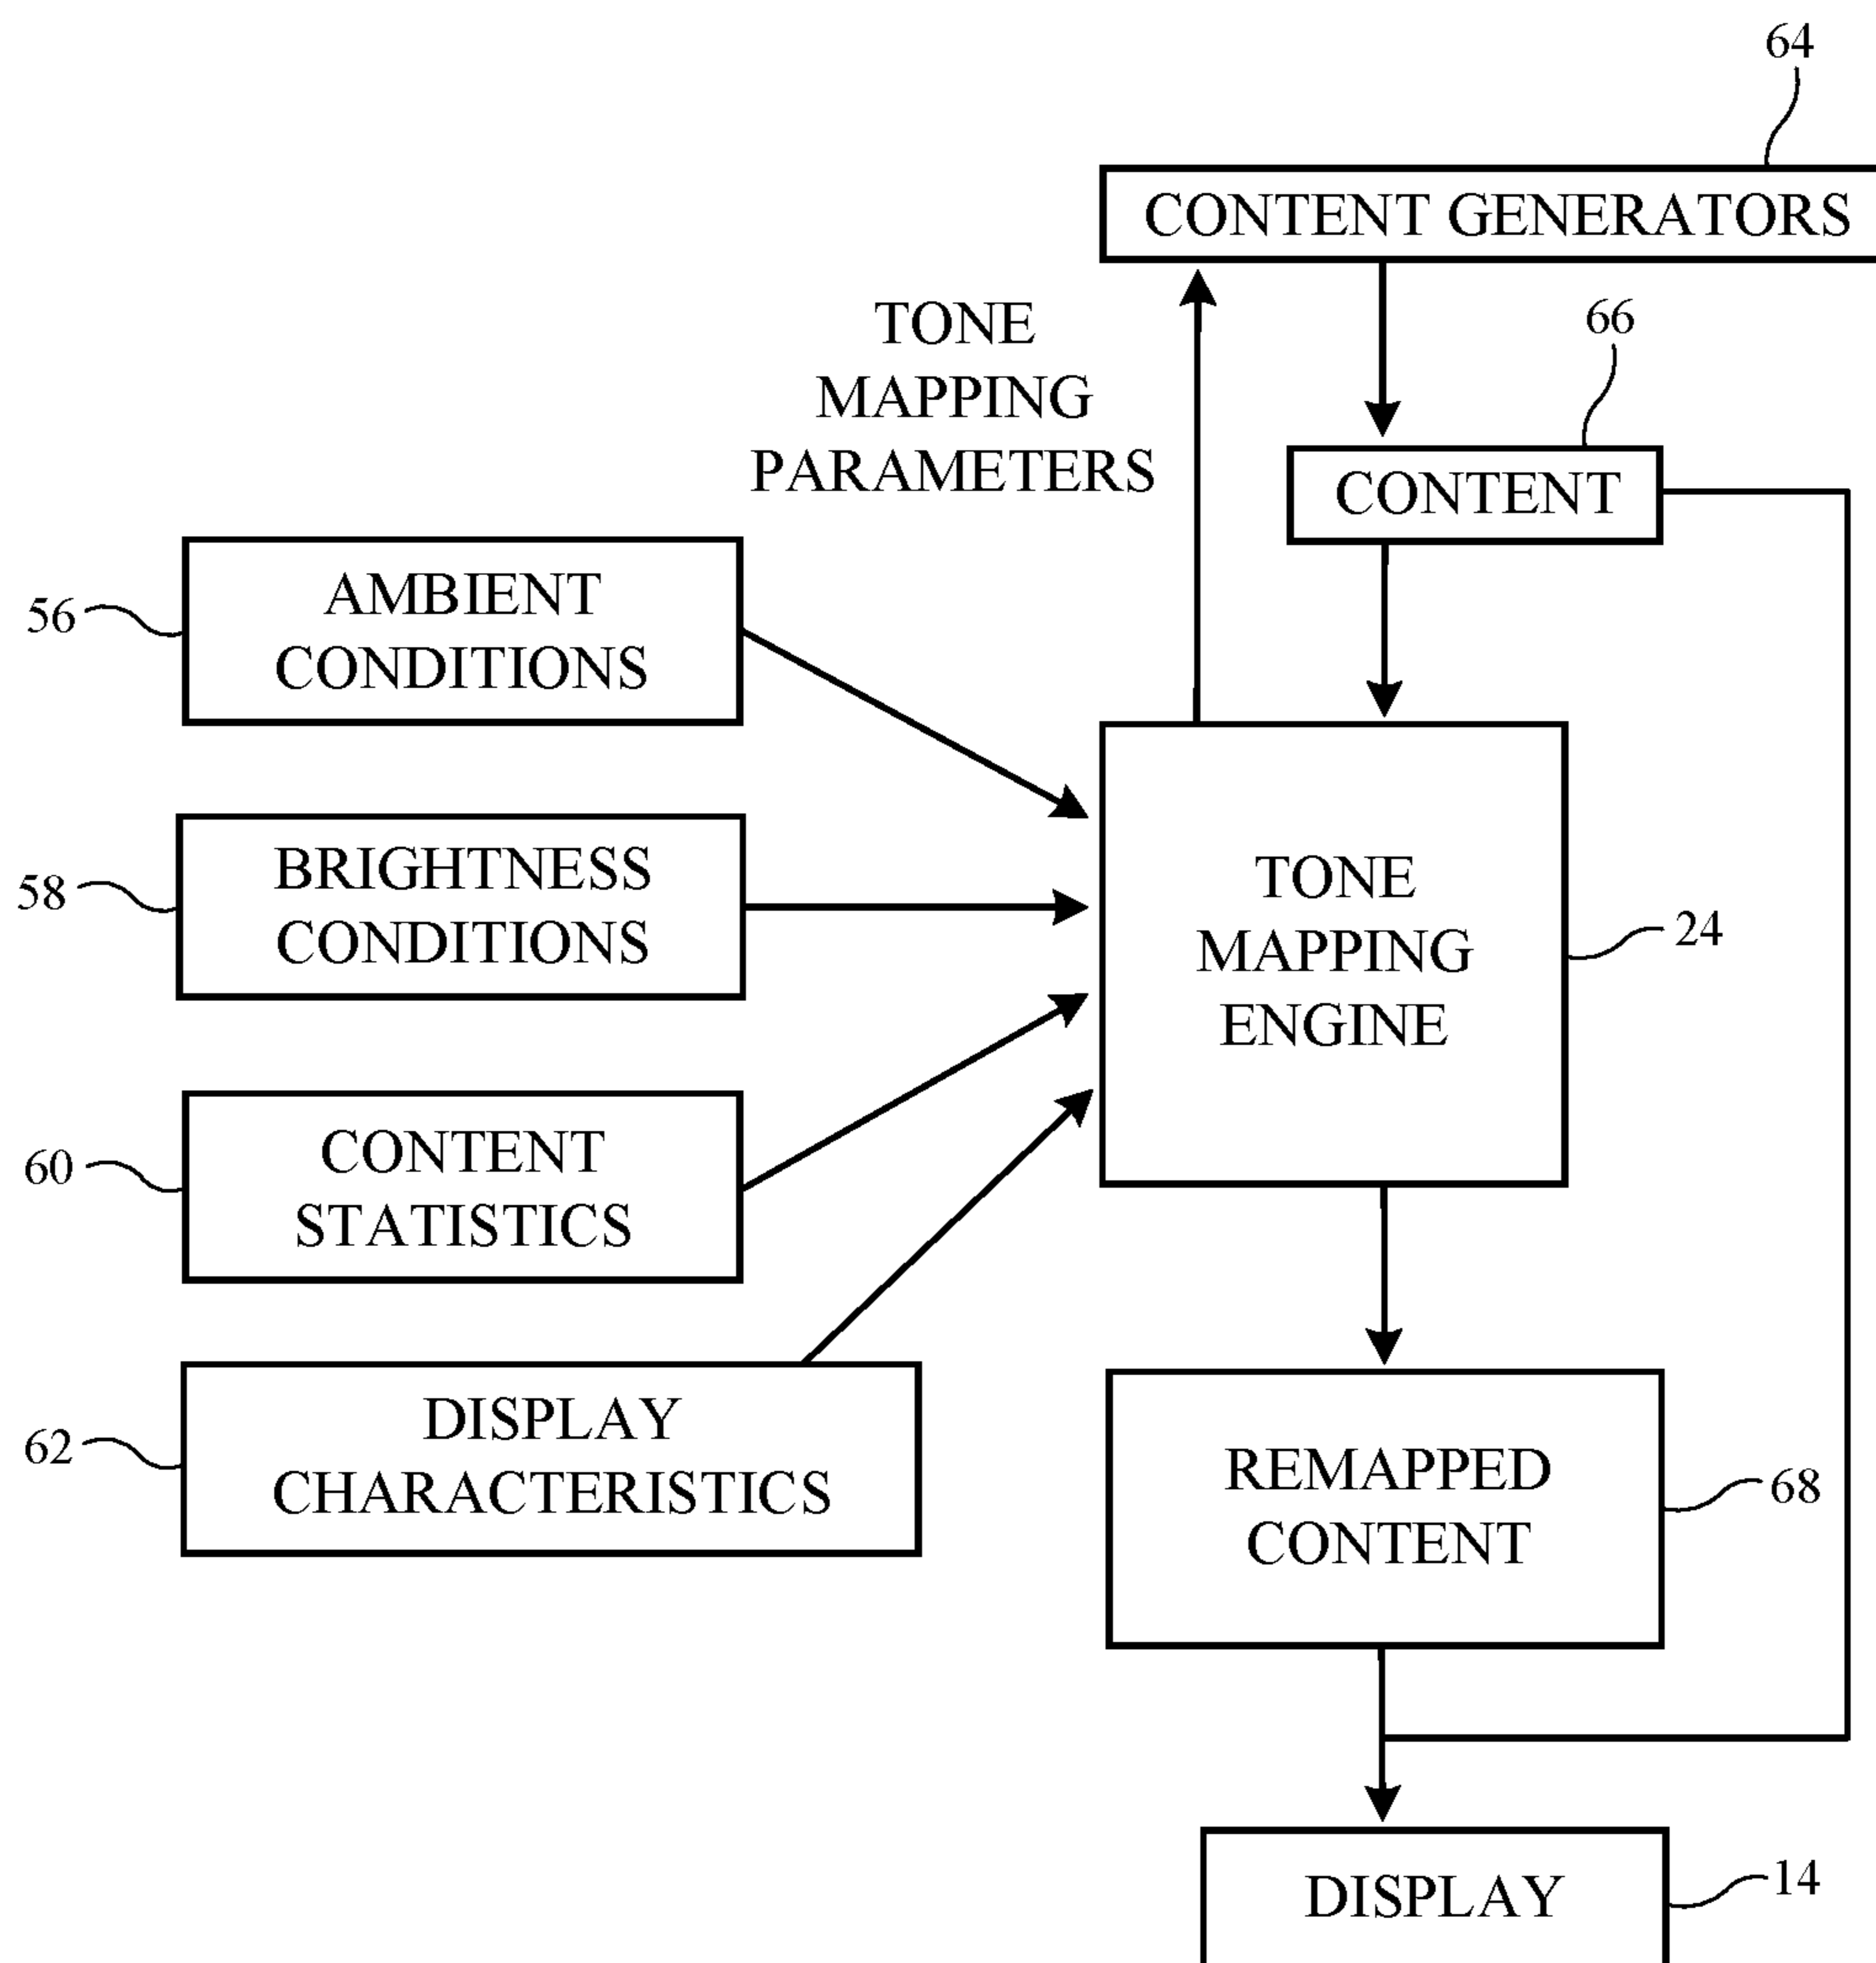 64
CONTENT GENERATORS
TONE
MAPPING
PARAMETERS
66
CONTENT
56
AMBIENT
CONDITIONS
58
BRIGHTNESS
CONDITIONS
TONE
MAPPING
ENGINE
24
60
CONTENT
STATISTICS
62
DISPLAY
CHARACTERISTICS
REMAPPED
CONTENT
68
DISPLAY
14